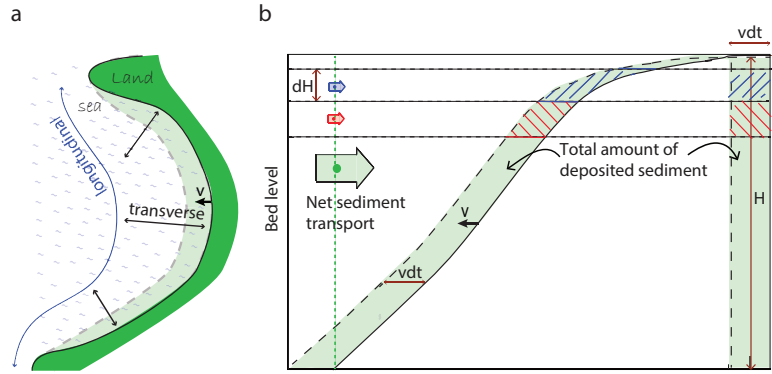 a
Land
sea
longitudinal
v
transverse
b
vdt
dH
Bed level
Net sediment
transport
Total amount of
deposited sediment
v
H
vdt